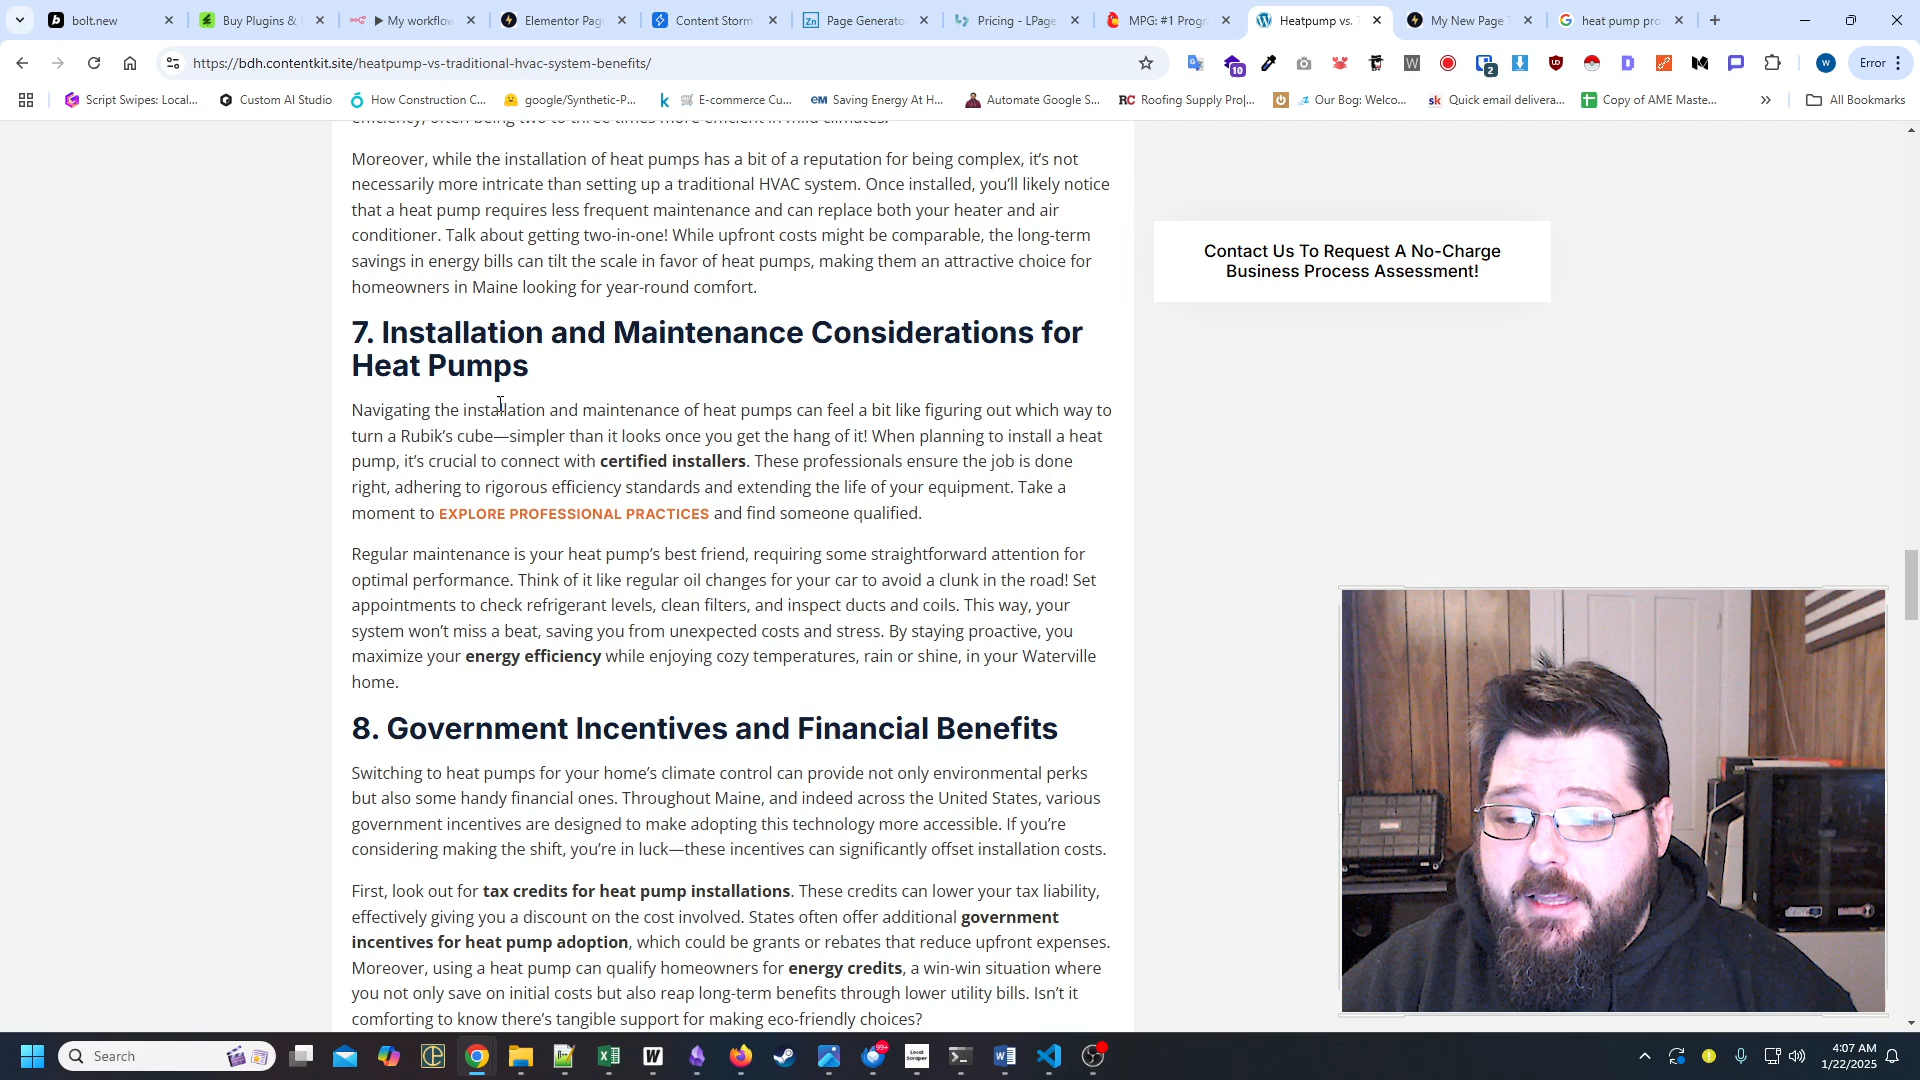 bolt.new
Buy Plugins &
▶ My workflow
Elementor Pag
Content Storm
Page Generato
Pricing - LPage
MPG: #1 Progr
Heatpump vs. T
My New Page T
heat pump pro
https://bdh.contentkit.site/heatpump-vs-traditional-hvac-system-benefits/
10
2
Error
Script Swipes: Local...
Custom AI Studio
How Construction C...
google/Synthetic-P...
E-commerce Cu...
Saving Energy At H...
Automate Google S...
Roofing Supply Pro|...
Our Bog: Welco...
Quick email delivera...
Copy of AME Maste...
All Bookmarks
efficiency, often being two to three times more efficient in mild climates.
Moreover, while the installation of heat pumps has a bit of a reputation for being complex, it's not
necessarily more intricate than setting up a traditional HVAC system. Once installed, you'll likely notice
that a heat pump requires less frequent maintenance and can replace both your heater and air
conditioner. Talk about getting two-in-one! While upfront costs might be comparable, the long-term
savings in energy bills can tilt the scale in favor of heat pumps, making them an attractive choice for
homeowners in Maine looking for year-round comfort.
Contact Us To Request A No-Charge
Business Process Assessment!
7. Installation and Maintenance Considerations for
Heat Pumps
Navigating the installation and maintenance of heat pumps can feel a bit like figuring out which way to
turn a Rubik's cube—simpler than it looks once you get the hang of it! When planning to install a heat
pump, it's crucial to connect with certified installers. These professionals ensure the job is done
right, adhering to rigorous efficiency standards and extending the life of your equipment. Take a
moment to EXPLORE PROFESSIONAL PRACTICES and find someone qualified.
Regular maintenance is your heat pump's best friend, requiring some straightforward attention for
optimal performance. Think of it like regular oil changes for your car to avoid a clunk in the road! Set
appointments to check refrigerant levels, clean filters, and inspect ducts and coils. This way, your
system won't miss a beat, saving you from unexpected costs and stress. By staying proactive, you
maximize your energy efficiency while enjoying cozy temperatures, rain or shine, in your Waterville
home.
8. Government Incentives and Financial Benefits
Switching to heat pumps for your home's climate control can provide not only environmental perks
but also some handy financial ones. Throughout Maine, and indeed across the United States, various
government incentives are designed to make adopting this technology more accessible. If you're
considering making the shift, you're in luck—these incentives can significantly offset installation costs.
First, look out for tax credits for heat pump installations. These credits can lower your tax liability,
effectively giving you a discount on the cost involved. States often offer additional government
incentives for heat pump adoption, which could be grants or rebates that reduce upfront expenses.
Moreover, using a heat pump can qualify homeowners for energy credits, a win-win situation where
you not only save on initial costs but also reap long-term benefits through lower utility bills. Isn't it
comforting to know there's tangible support for making eco-friendly choices?
Search
99+
4:07 AM
1/22/2025